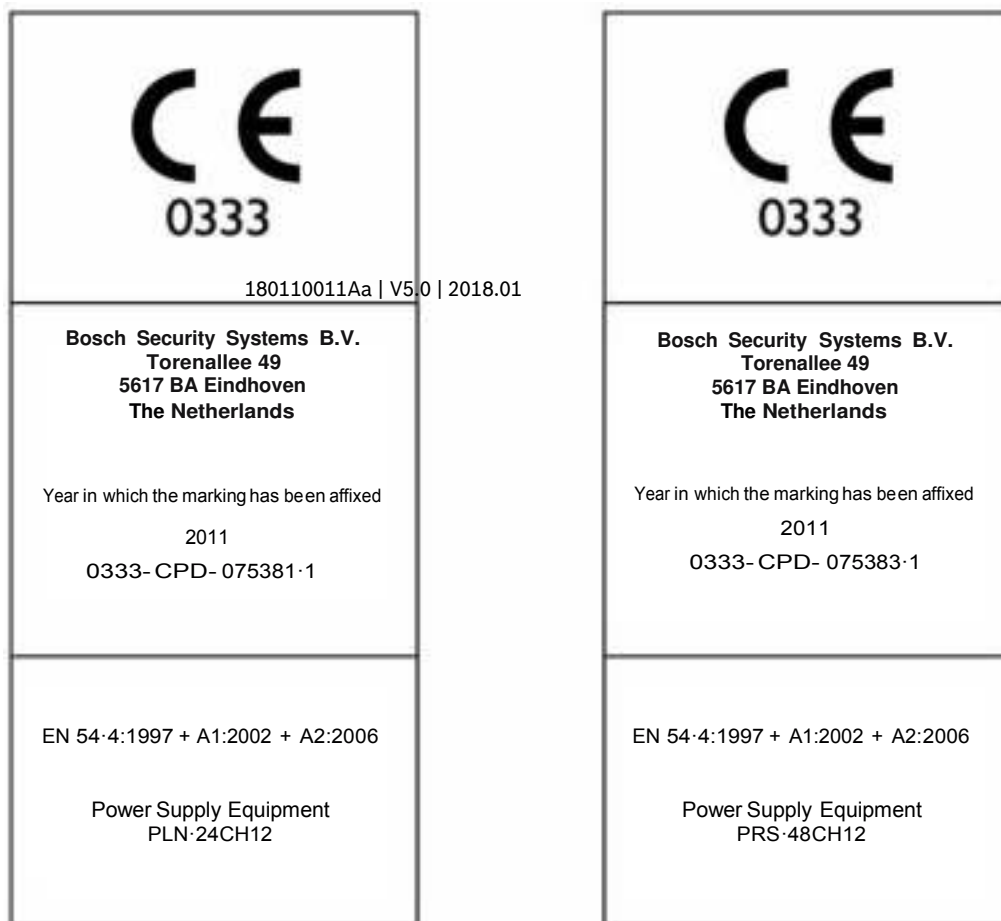 CE
0333
180110011Aa | V5.0 | 2018.01
Bosch Security Systems B.V.
Torenallee 49
5617 BA Eindhoven
The Netherlands
Year in which the marking has been affixed
2011
0333-CPD-075381·1
EN 54·4:1997 + A1:2002 + A2:2006
Power Supply Equipment
PLN·24CH12
CE
0333
Bosch Security Systems B.V.
Torenallee 49
5617 BA Eindhoven
The Netherlands
Year in which the marking has been affixed
2011
0333-CPD-075383·1
EN 54·4:1997 + A1:2002 + A2:2006
Power Supply Equipment
PRS·48CH12